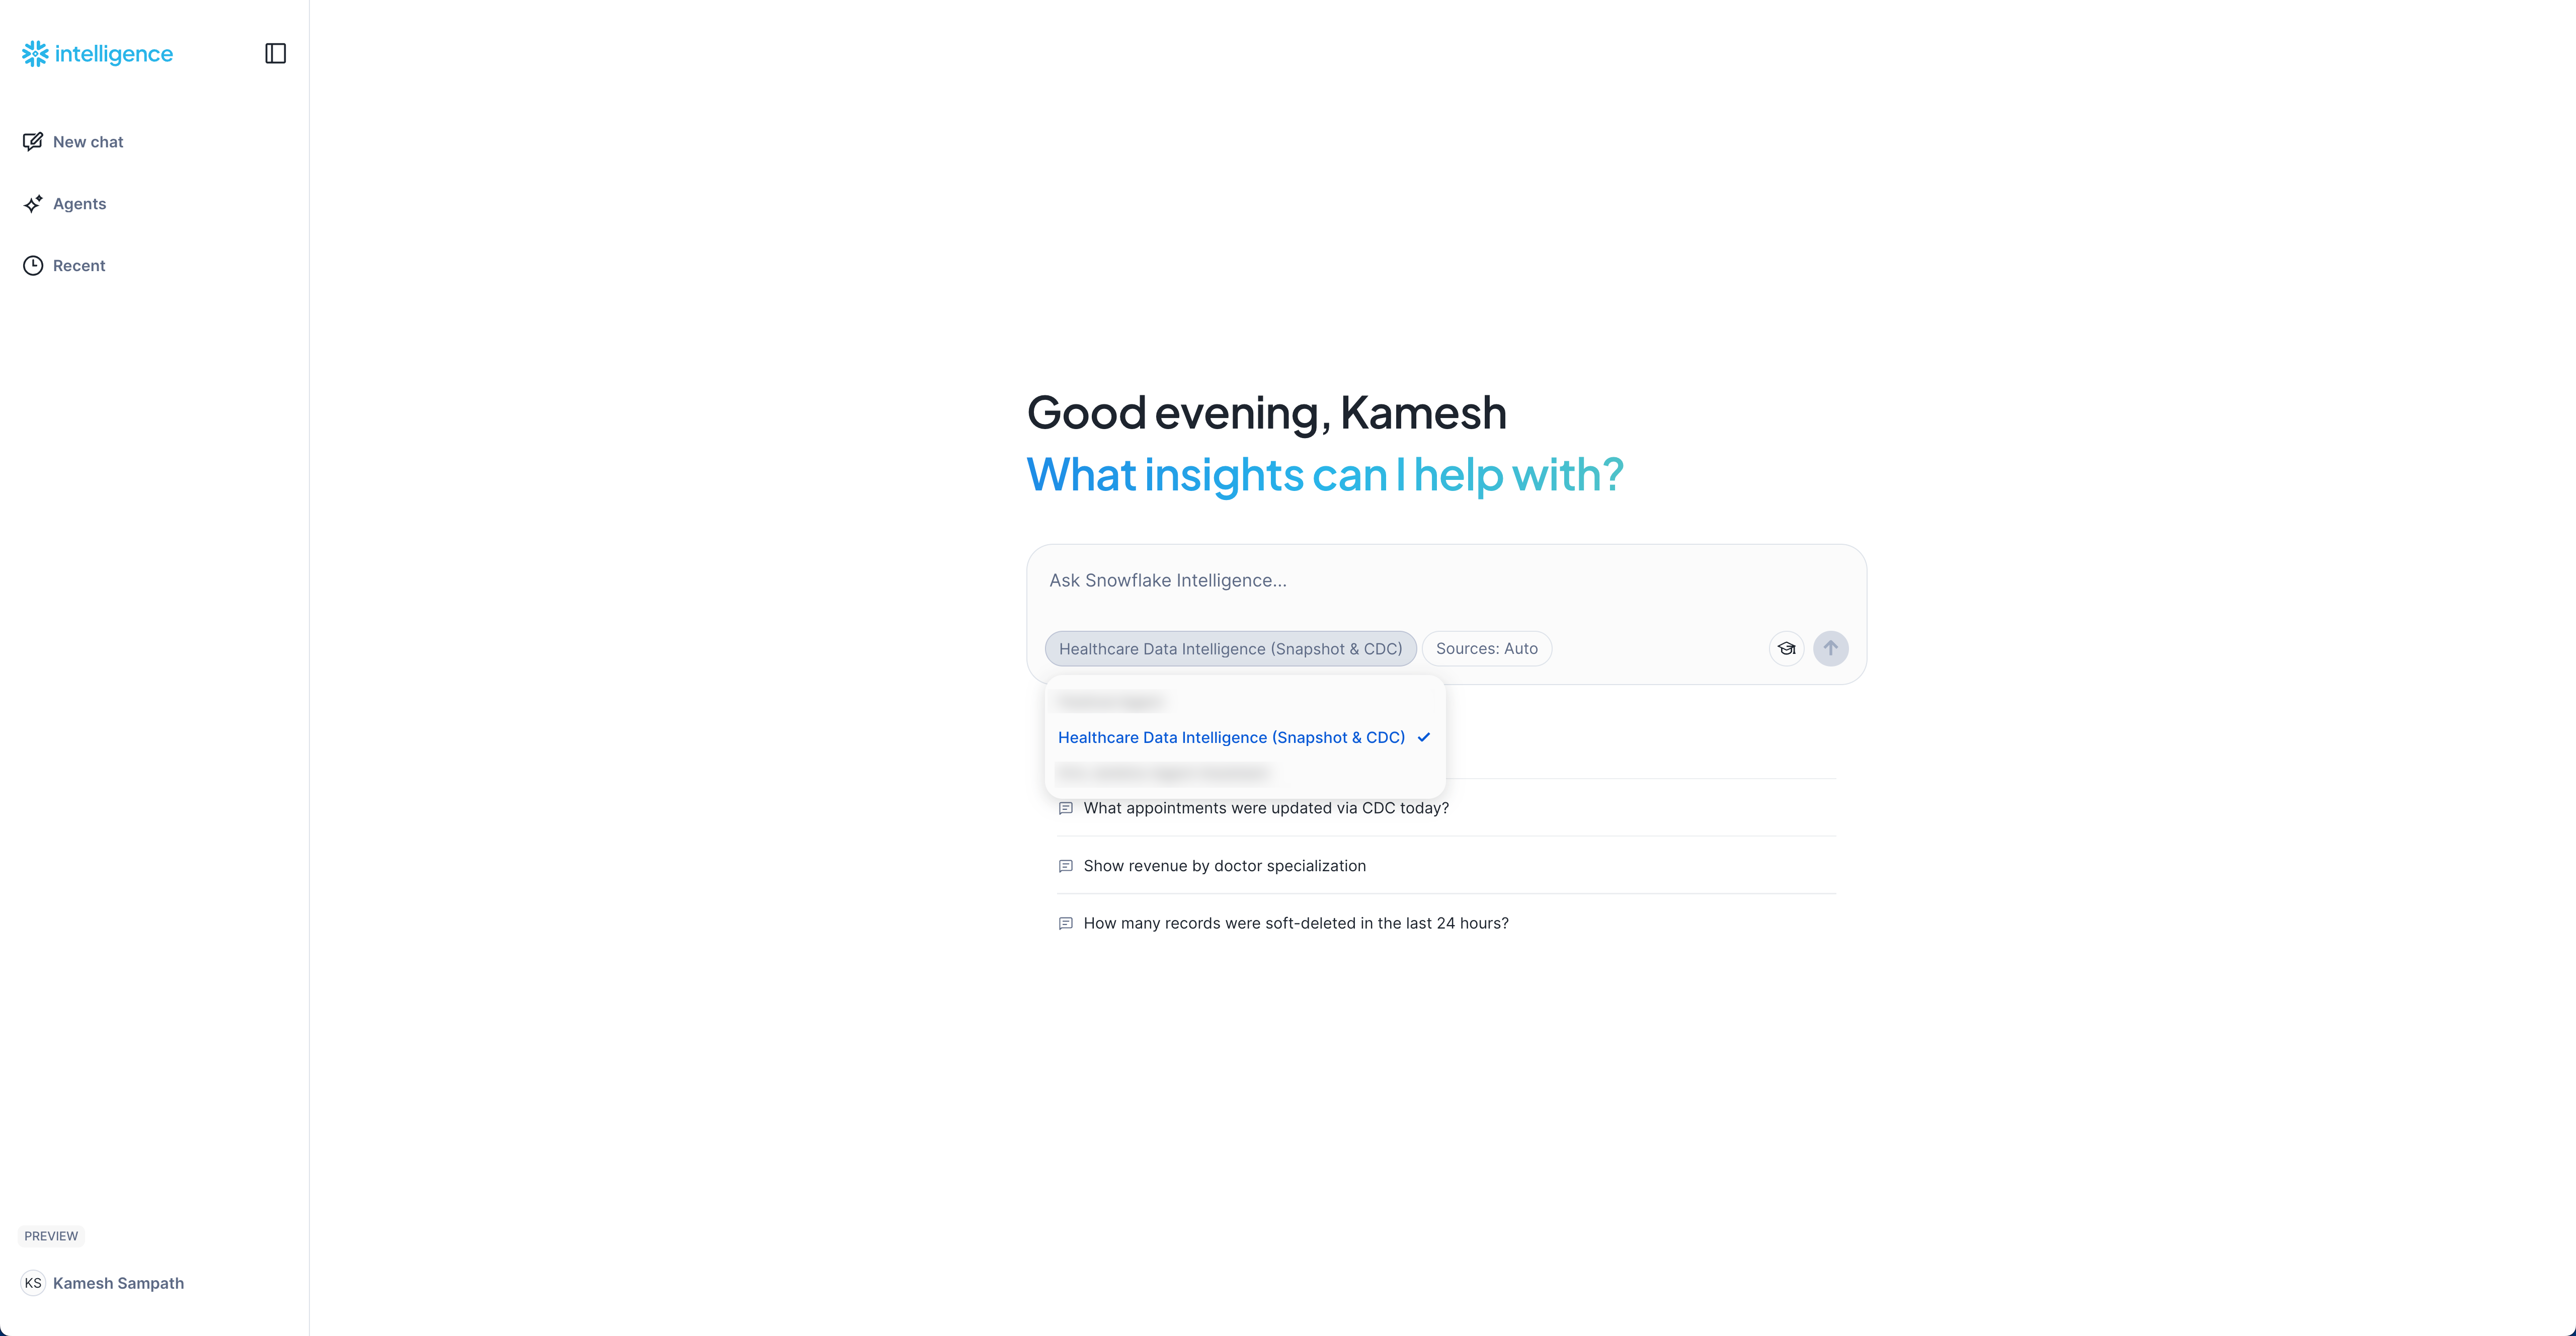 intelligence
New chat
Agents
Recent
Good evening, Kamesh
What insights can I help with?
Ask Snowflake Intelligence...
Healthcare Data Intelligence (Snapshot & CDC)
Sources: Auto
Healthcare Data Intelligence (Snapshot & CDC)
What appointments were updated via CDC today?
Show revenue by doctor specialization
How many records were soft-deleted in the last 24 hours?
PREVIEW
KS Kamesh Sampath